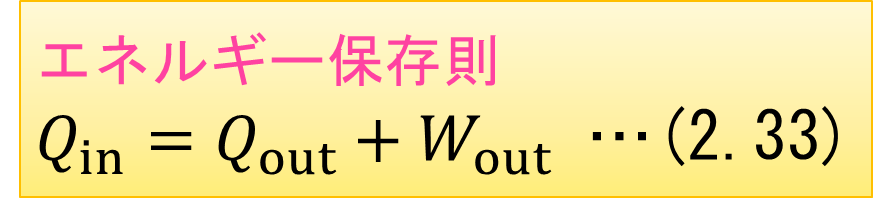 エネルギー保存則
Q_in = Q_out + W_out …(2.33)